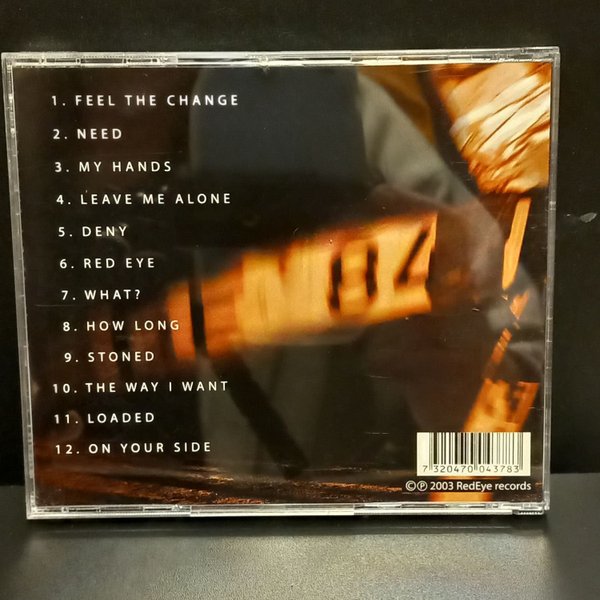 1. FEEL THE CHANGE
2. NEED
3. MY HANDS
4. LEAVE ME ALONE
5. DENY
6. RED EYE
7. WHAT?
8. HOW LONG
9. STONED
10. THE WAY I WANT
11. LOADED
12. ON YOUR SIDE
7 320470 043783
©℗ 2003 RedEye records